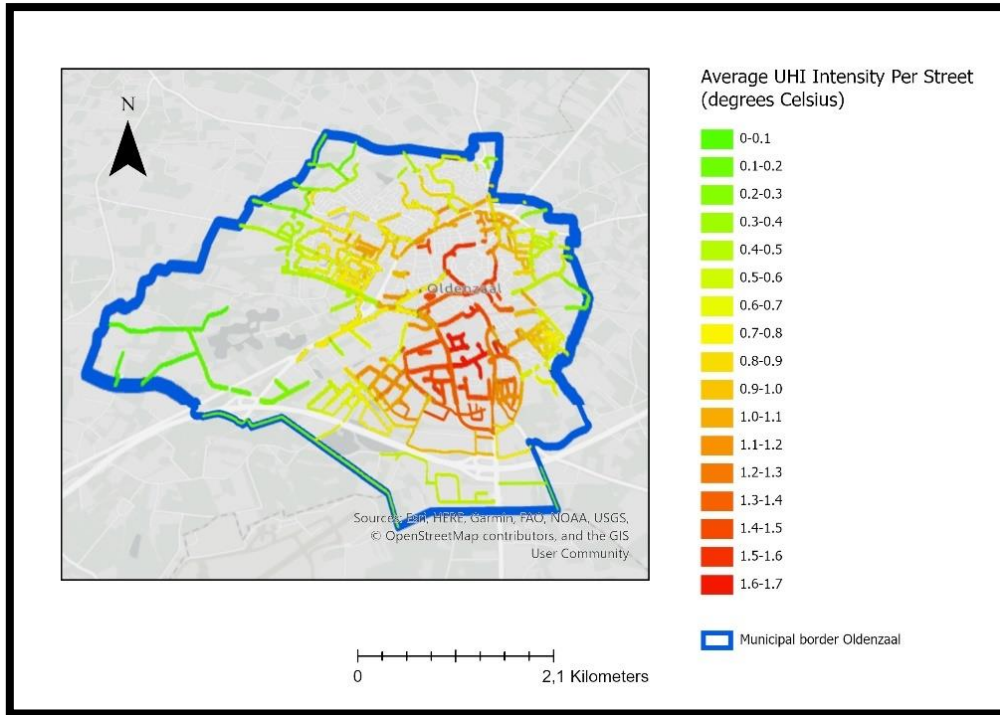 Average UHI Intensity Per Street
(degrees Celsius)
N
0-0.1
0.1-0.2
0.2-0.3
0.3-0.4
0.4-0.5
0.5-0.6
0.6-0.7
0.7-0.8
0.8-0.9
0.9-1.0
1.0-1.1
1.1-1.2
1.2-1.3
1.3-1.4
1.4-1.5
1.5-1.6
1.6-1.7
Municipal border Oldenzaal
Oldenzaal
Sources: Esri, HERE, Garmin, FAO, NOAA, USGS,
© OpenStreetMap contributors, and the GIS
User Community
0 2,1 Kilometers